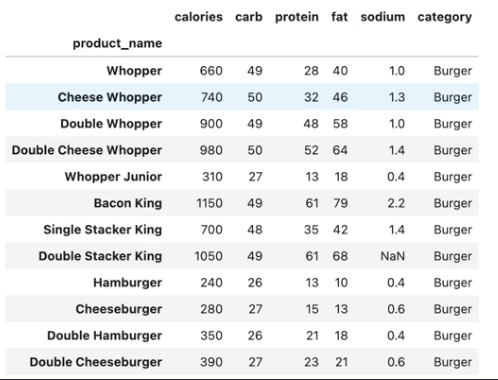 calories carb protein fat sodium category
product_name
Whopper 660 49 28 40 1.0 Burger
Cheese Whopper 740 50 32 46 1.3 Burger
Double Whopper 900 49 48 58 1.0 Burger
Double Cheese Whopper 980 50 52 64 1.4 Burger
Whopper Junior 310 27 13 18 0.4 Burger
Bacon King 1150 49 61 79 2.2 Burger
Single Stacker King 700 48 35 42 1.4 Burger
Double Stacker King 1050 49 61 68 NaN Burger
Hamburger 240 26 13 10 0.4 Burger
Cheeseburger 280 27 15 13 0.6 Burger
Double Hamburger 350 26 21 18 0.4 Burger
Double Cheeseburger 390 27 23 21 0.6 Burger